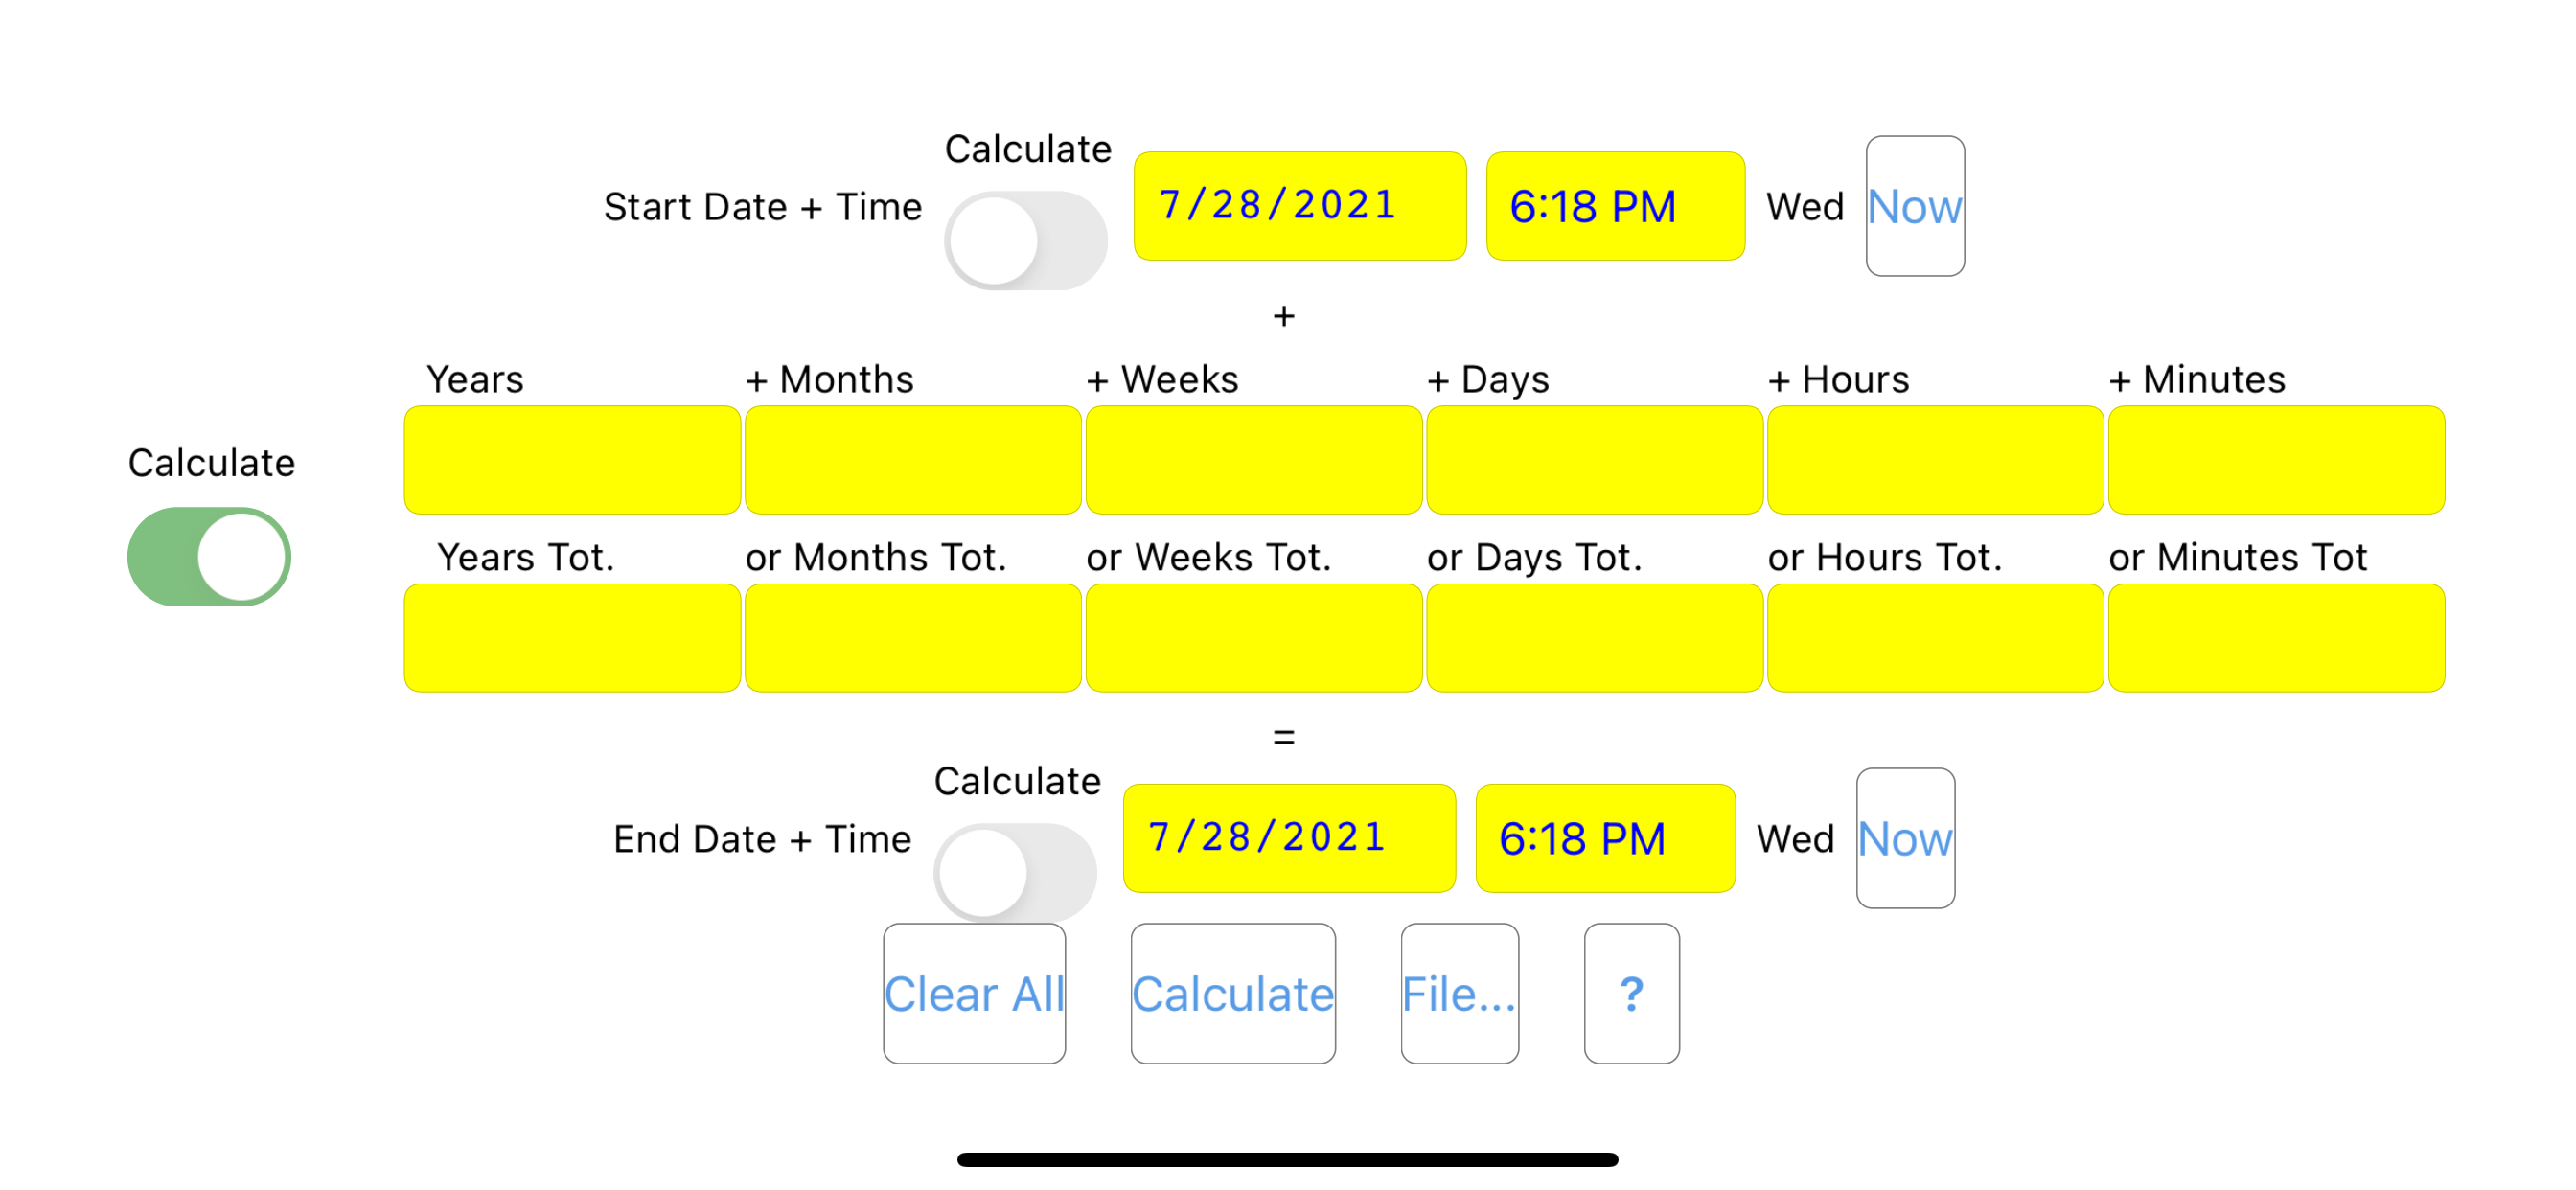 Calculate
Start Date + Time 7/28/2021 6:18 PM Wed Now
+
Years + Months + Weeks + Days + Hours + Minutes
Calculate
Years Tot. or Months Tot. or Weeks Tot. or Days Tot. or Hours Tot. or Minutes Tot
=
Calculate
End Date + Time 7/28/2021 6:18 PM Wed Now
Clear All Calculate File... ?